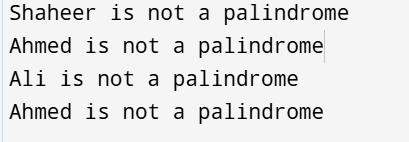 Shaheer is not a palindrome
Ahmed is not a palindrome
Ali is not a palindrome
Ahmed is not a palindrome